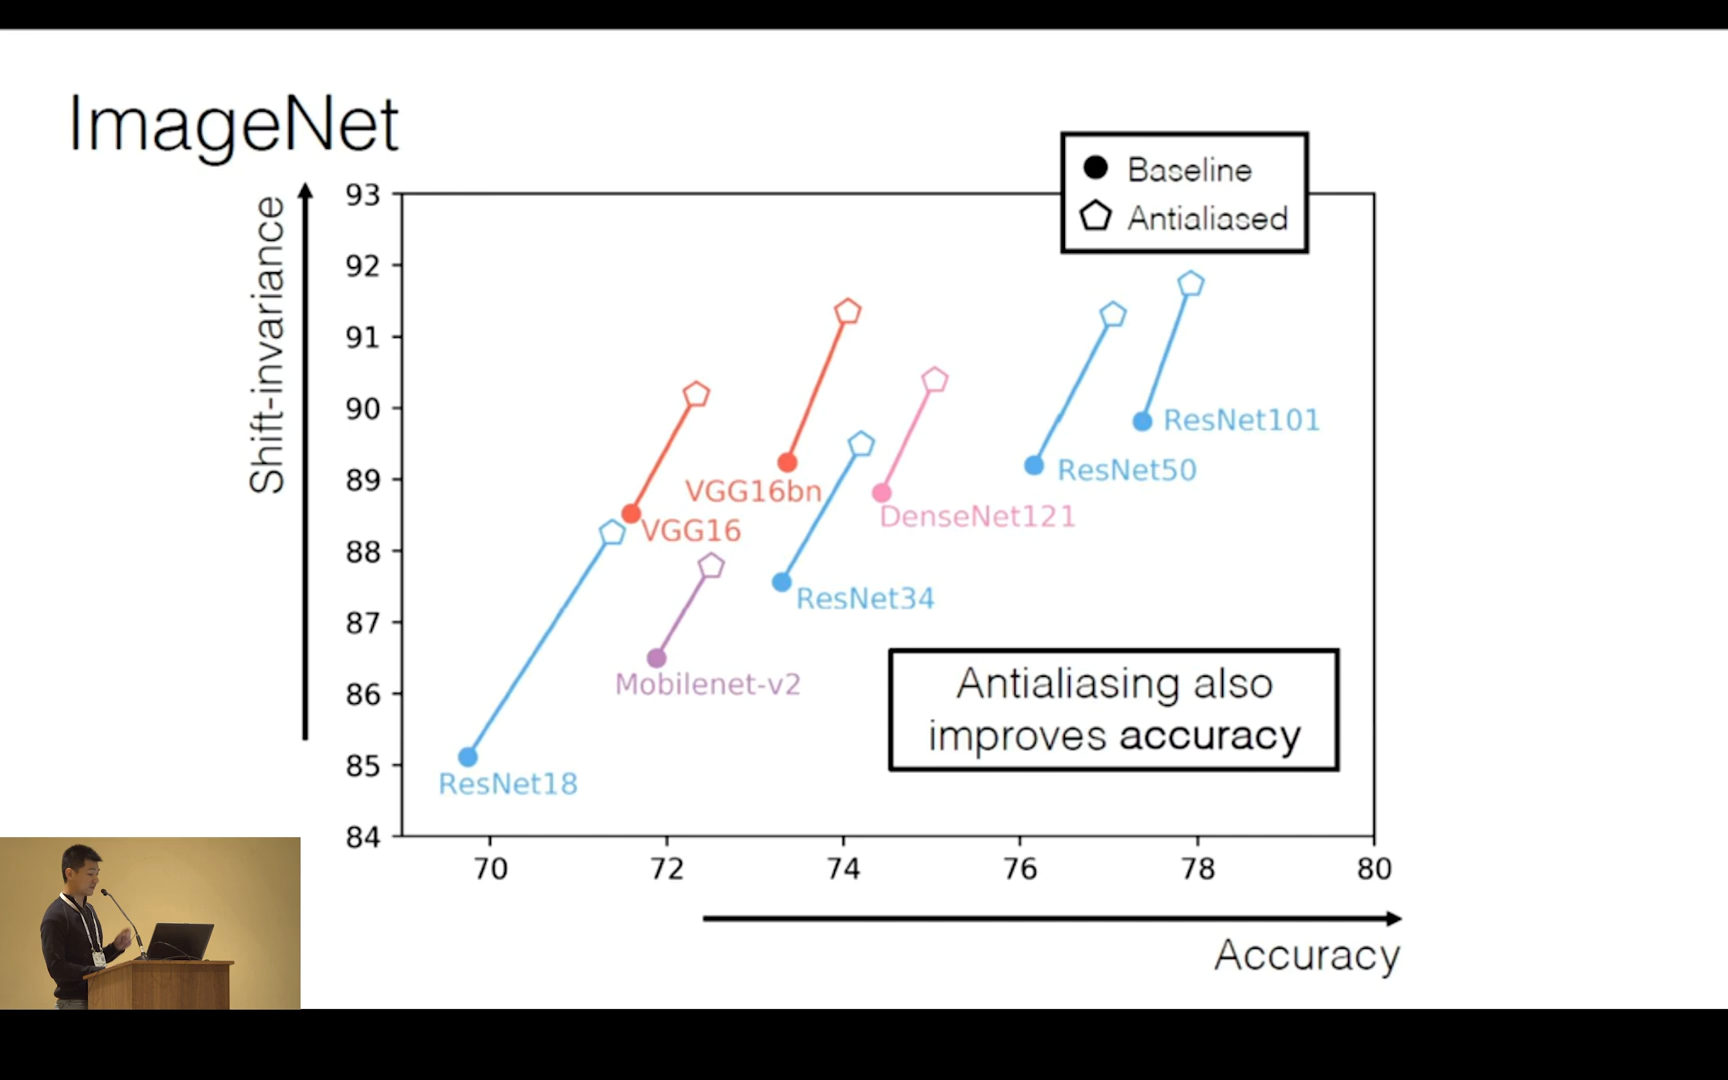 ImageNet
Baseline
Antialiased
Shift-invariance
93
92
91
90
89
88
87
86
85
84
ResNet101
ResNet50
VGG16bn
VGG16
DenseNet121
ResNet34
Mobilenet-v2
ResNet18
Antialiasing also
improves accuracy
70 72 74 76 78 80
Accuracy